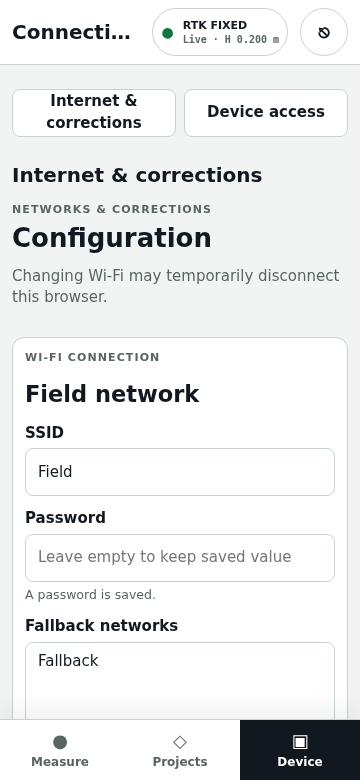 Connecti…
RTK FIXED
Live · H 0.200 m
Internet &
corrections
Device access
Internet & corrections
NETWORKS & CORRECTIONS
Configuration
Changing Wi-Fi may temporarily disconnect
this browser.
WI-FI CONNECTION
Field network
SSID
Field
Password
Leave empty to keep saved value
A password is saved.
Fallback networks
Fallback
Measure
Projects
Device